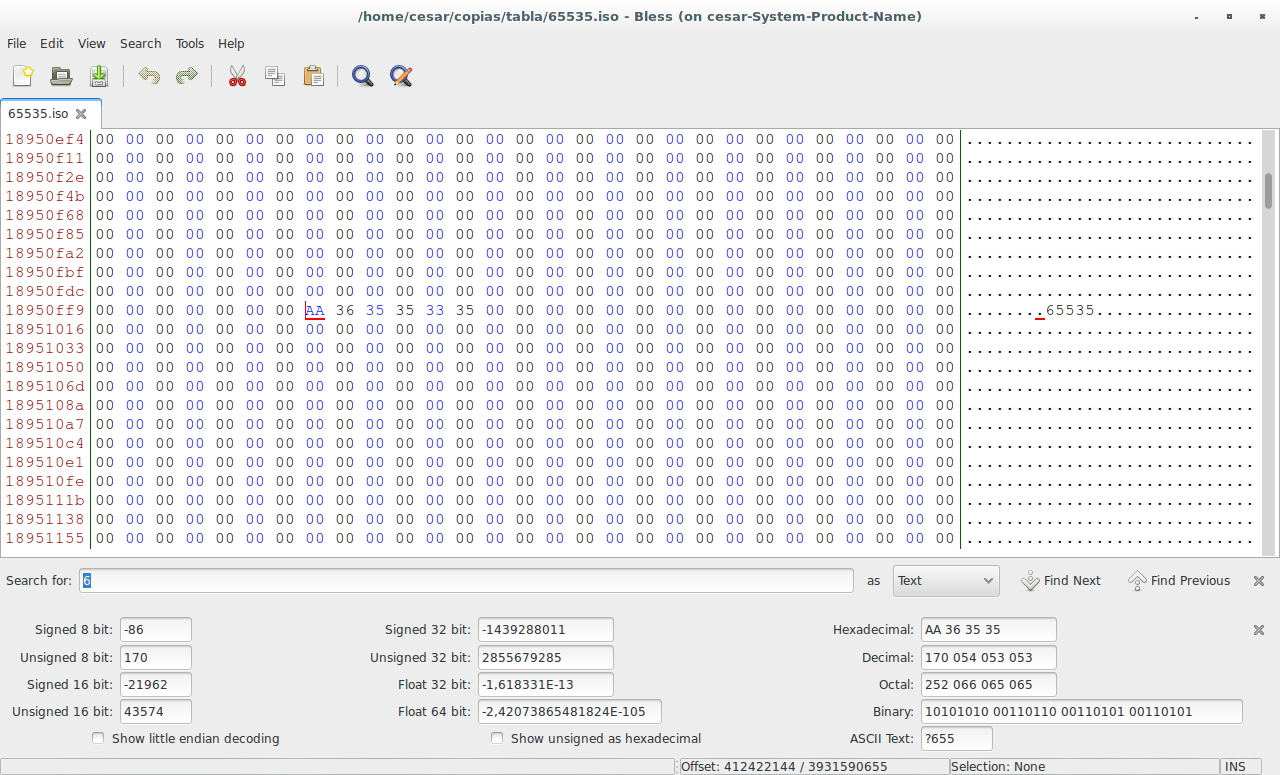 /home/cesar/copias/tabla/65535.iso - Bless (on cesar-System-Product-Name)
File Edit View Search Tools Help
65535.iso
18950ef4 00 00 00 00 00 00 00 00 00 00 00 00 00 00 00 00 00 00 00 00 00 00 00 00 00 00 00 00 00 .............................
18950f11 00 00 00 00 00 00 00 00 00 00 00 00 00 00 00 00 00 00 00 00 00 00 00 00 00 00 00 00 00 .............................
18950f2e 00 00 00 00 00 00 00 00 00 00 00 00 00 00 00 00 00 00 00 00 00 00 00 00 00 00 00 00 00 .............................
18950f4b 00 00 00 00 00 00 00 00 00 00 00 00 00 00 00 00 00 00 00 00 00 00 00 00 00 00 00 00 00 .............................
18950f68 00 00 00 00 00 00 00 00 00 00 00 00 00 00 00 00 00 00 00 00 00 00 00 00 00 00 00 00 00 .............................
18950f85 00 00 00 00 00 00 00 00 00 00 00 00 00 00 00 00 00 00 00 00 00 00 00 00 00 00 00 00 00 .............................
18950fa2 00 00 00 00 00 00 00 00 00 00 00 00 00 00 00 00 00 00 00 00 00 00 00 00 00 00 00 00 00 .............................
18950fbf 00 00 00 00 00 00 00 00 00 00 00 00 00 00 00 00 00 00 00 00 00 00 00 00 00 00 00 00 00 .............................
18950fdc 00 00 00 00 00 00 00 00 00 00 00 00 00 00 00 00 00 00 00 00 00 00 00 00 00 00 00 00 00 .............................
18950ff9 00 00 00 00 00 00 00 AA 36 35 35 33 35 00 00 00 00 00 00 00 00 00 00 00 00 00 00 00 00 ........65535................
18951016 00 00 00 00 00 00 00 00 00 00 00 00 00 00 00 00 00 00 00 00 00 00 00 00 00 00 00 00 00 .............................
18951033 00 00 00 00 00 00 00 00 00 00 00 00 00 00 00 00 00 00 00 00 00 00 00 00 00 00 00 00 00 .............................
18951050 00 00 00 00 00 00 00 00 00 00 00 00 00 00 00 00 00 00 00 00 00 00 00 00 00 00 00 00 00 .............................
1895106d 00 00 00 00 00 00 00 00 00 00 00 00 00 00 00 00 00 00 00 00 00 00 00 00 00 00 00 00 00 .............................
1895108a 00 00 00 00 00 00 00 00 00 00 00 00 00 00 00 00 00 00 00 00 00 00 00 00 00 00 00 00 00 .............................
189510a7 00 00 00 00 00 00 00 00 00 00 00 00 00 00 00 00 00 00 00 00 00 00 00 00 00 00 00 00 00 .............................
189510c4 00 00 00 00 00 00 00 00 00 00 00 00 00 00 00 00 00 00 00 00 00 00 00 00 00 00 00 00 00 .............................
189510e1 00 00 00 00 00 00 00 00 00 00 00 00 00 00 00 00 00 00 00 00 00 00 00 00 00 00 00 00 00 .............................
189510fe 00 00 00 00 00 00 00 00 00 00 00 00 00 00 00 00 00 00 00 00 00 00 00 00 00 00 00 00 00 .............................
1895111b 00 00 00 00 00 00 00 00 00 00 00 00 00 00 00 00 00 00 00 00 00 00 00 00 00 00 00 00 00 .............................
18951138 00 00 00 00 00 00 00 00 00 00 00 00 00 00 00 00 00 00 00 00 00 00 00 00 00 00 00 00 00 .............................
18951155 00 00 00 00 00 00 00 00 00 00 00 00 00 00 00 00 00 00 00 00 00 00 00 00 00 00 00 00 00 .............................
Search for: 6 as Text Find Next Find Previous
Signed 8 bit: -86 Signed 32 bit: -1439288011 Hexadecimal: AA 36 35 35
Unsigned 8 bit: 170 Unsigned 32 bit: 2855679285 Decimal: 170 054 053 053
Signed 16 bit: -21962 Float 32 bit: -1,618331E-13 Octal: 252 066 065 065
Unsigned 16 bit: 43574 Float 64 bit: -2,42073865481824E-105 Binary: 10101010 00110110 00110101 00110101
Show little endian decoding Show unsigned as hexadecimal ASCII Text: ?655
Offset: 412422144 / 3931590655 Selection: None INS